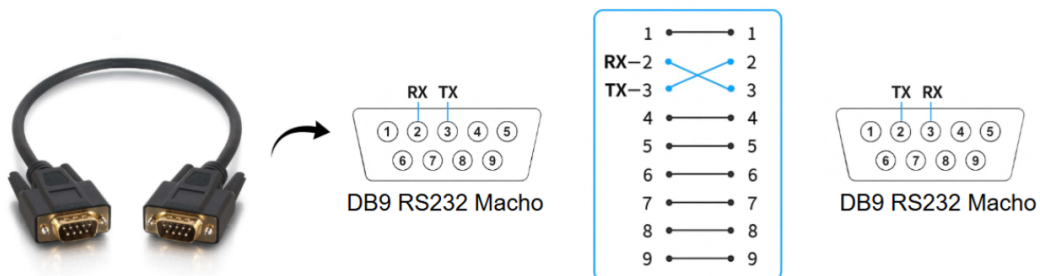 RX TX
1 2 3 4 5
6 7 8 9
DB9 RS232 Macho
1 1
RX-2 2
TX-3 3
4 4
5 5
6 6
7 7
8 8
9 9
TX RX
1 2 3 4 5
6 7 8 9
DB9 RS232 Macho